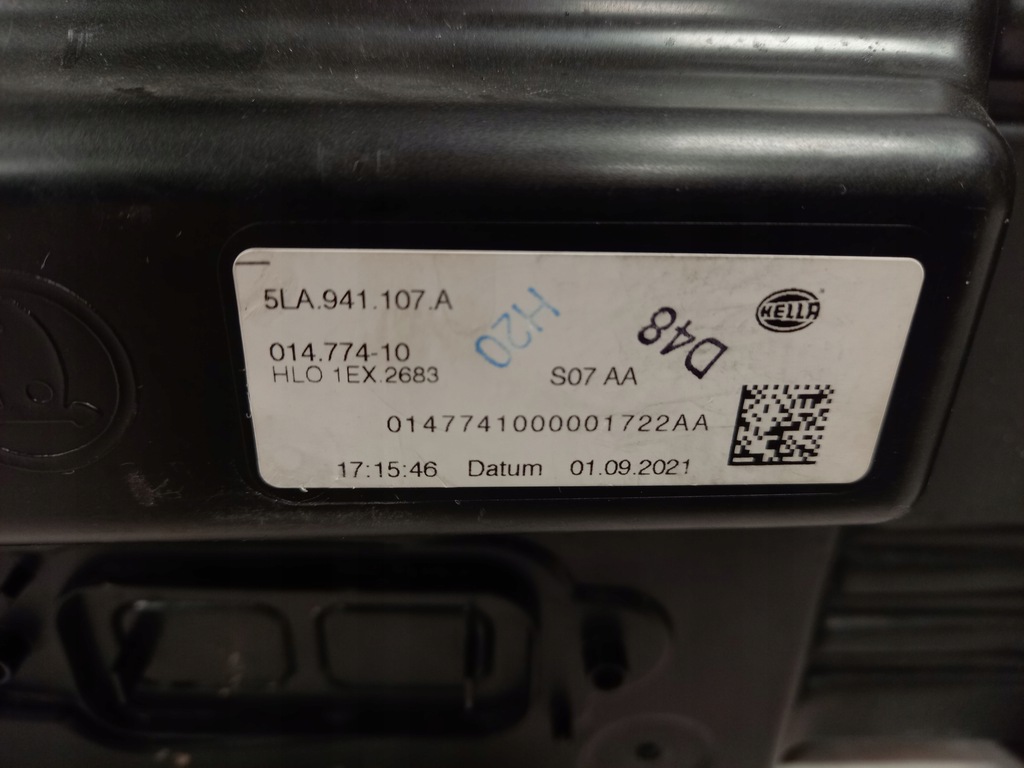 5LA.941.107.A
H20
D48
HELLA
014.774-10
HLO 1EX.2683
S07 AA
0147741000001722AA
17:15:46 Datum 01.09.2021